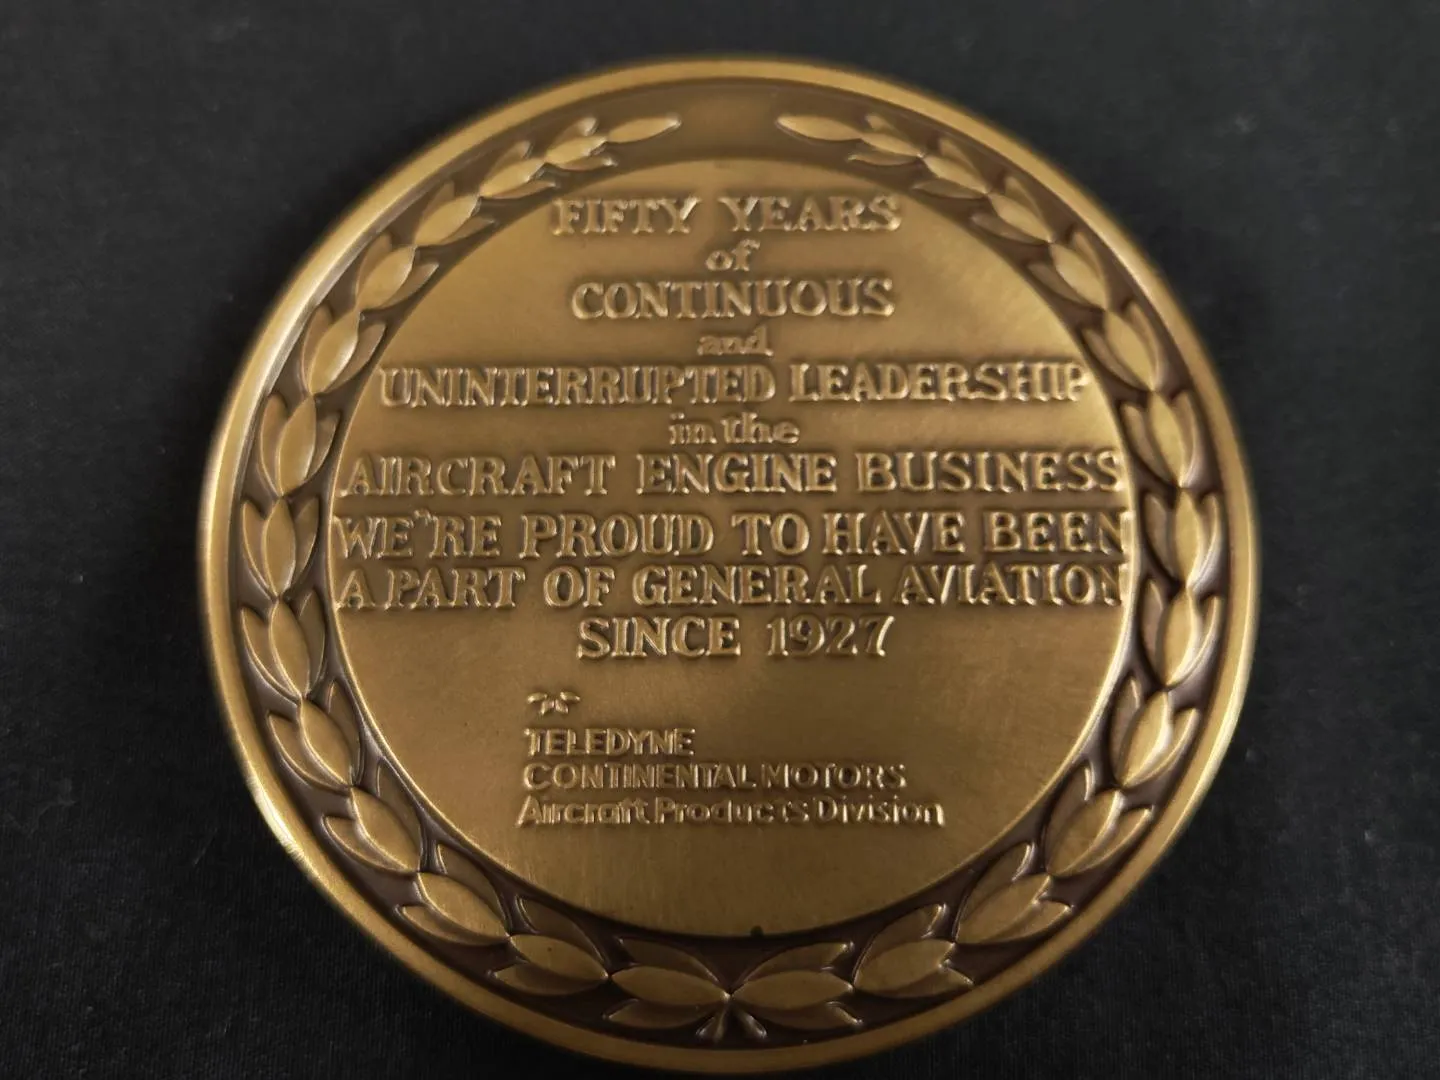 FIFTY YEARS
of
CONTINUOUS
and
UNINTERRUPTED LEADERSHIP
in the
AIRCRAFT ENGINE BUSINESS
WE'RE PROUD TO HAVE BEEN
A PART OF GENERAL AVIATION
SINCE 1927
TELEDYNE
CONTINENTAL MOTORS
Aircraft Products Division